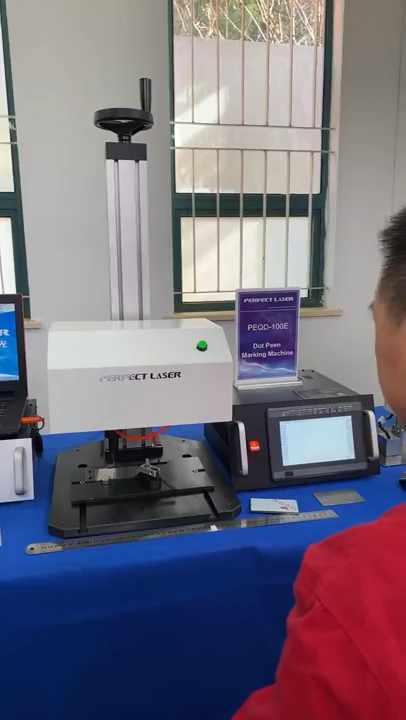 PERFECT LASER
PEQD-100E
Dot Peen
Marking Machine
PERFECT LASER